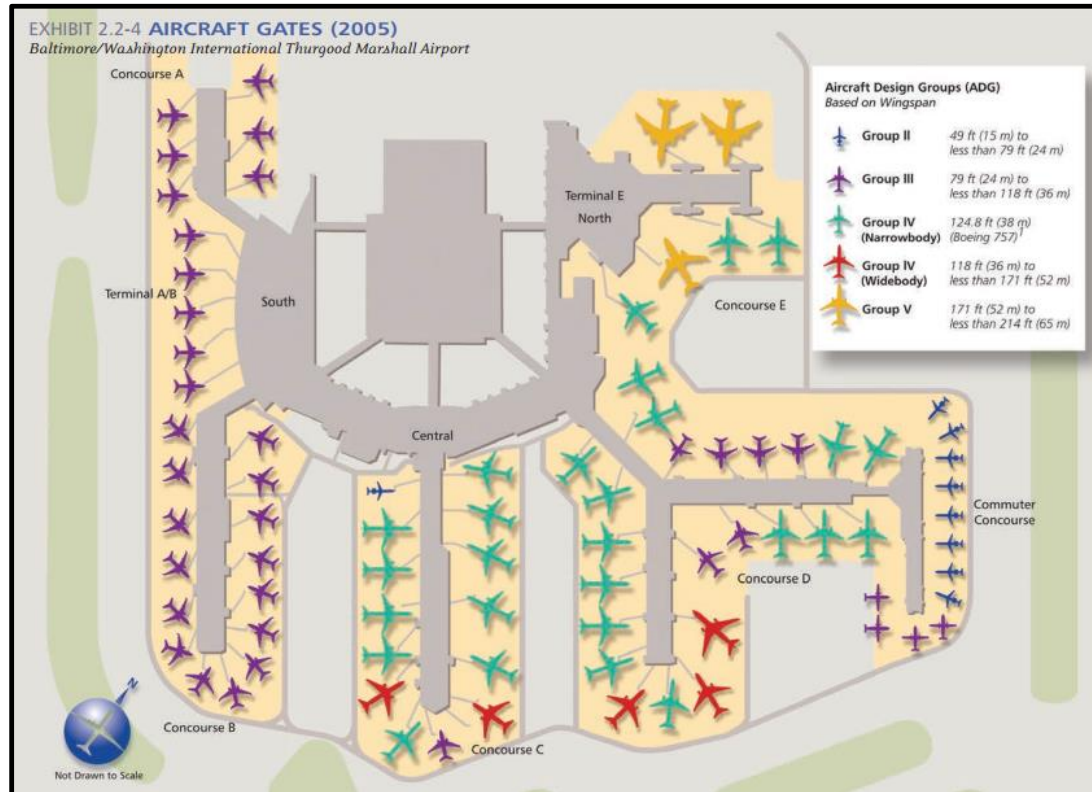 EXHIBIT 2.2-4 AIRCRAFT GATES (2005)
Baltimore/Washington International Thurgood Marshall Airport
Concourse A
Aircraft Design Groups (ADG)
Based on Wingspan
Group II
49 ft (15 m) to
less than 79 ft (24 m)
Group III
79 ft (24 m) to
less than 118 ft (36 m)
Group IV
(Narrowbody)
124.8 ft (38 m)
(Boeing 757)†
Group IV
(Widebody)
118 ft (36 m) to
less than 171 ft (52 m)
Group V
171 ft (52 m) to
less than 214 ft (65 m)
Terminal E
North
Terminal A/B
South
Concourse E
Central
Commuter
Concourse
Concourse D
Concourse B
Concourse C
N
Not Drawn to Scale